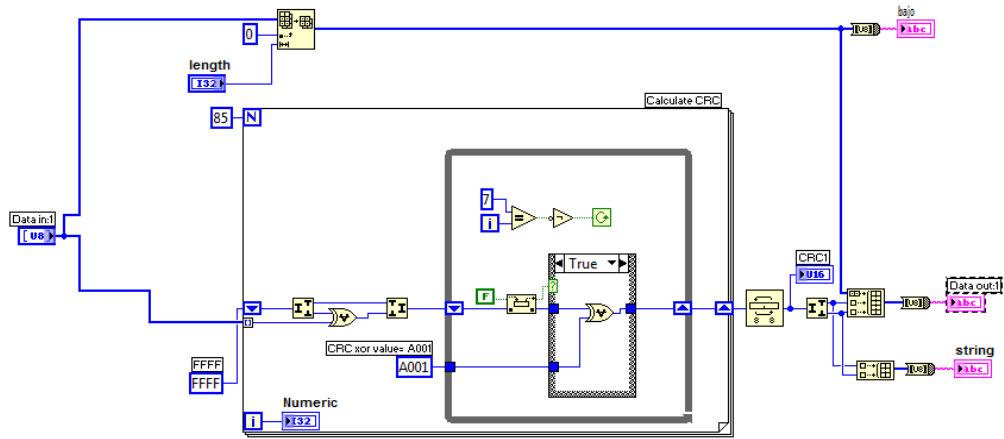 bajo
[U8]
abc
0
length
I32
Calculate CRC
85
N
7
=
i
Data in:1
[U8
True
CRC1
U16
F
?
Data out:1
[U8]
abc
8
CRC xor value= A001
A001
FFFF
FFFF
string
[U8]
abc
Numeric
i
I32